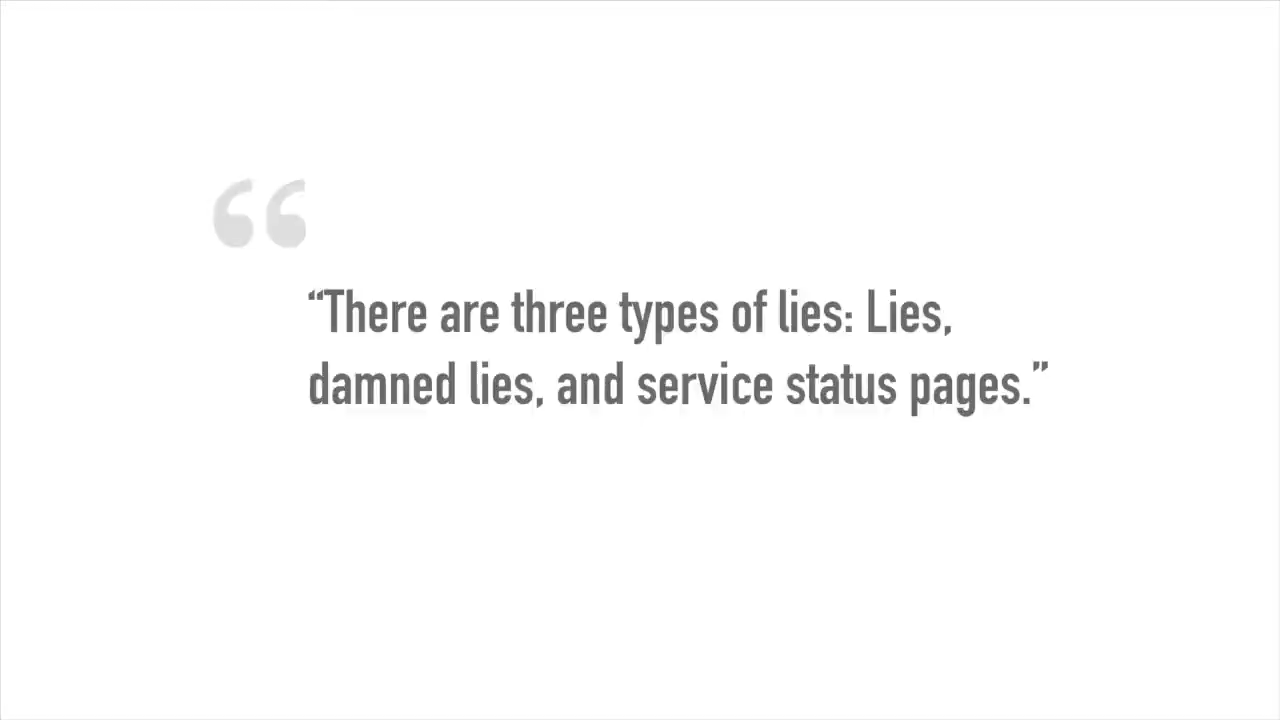 “There are three types of lies: Lies,
damned lies, and service status pages.”